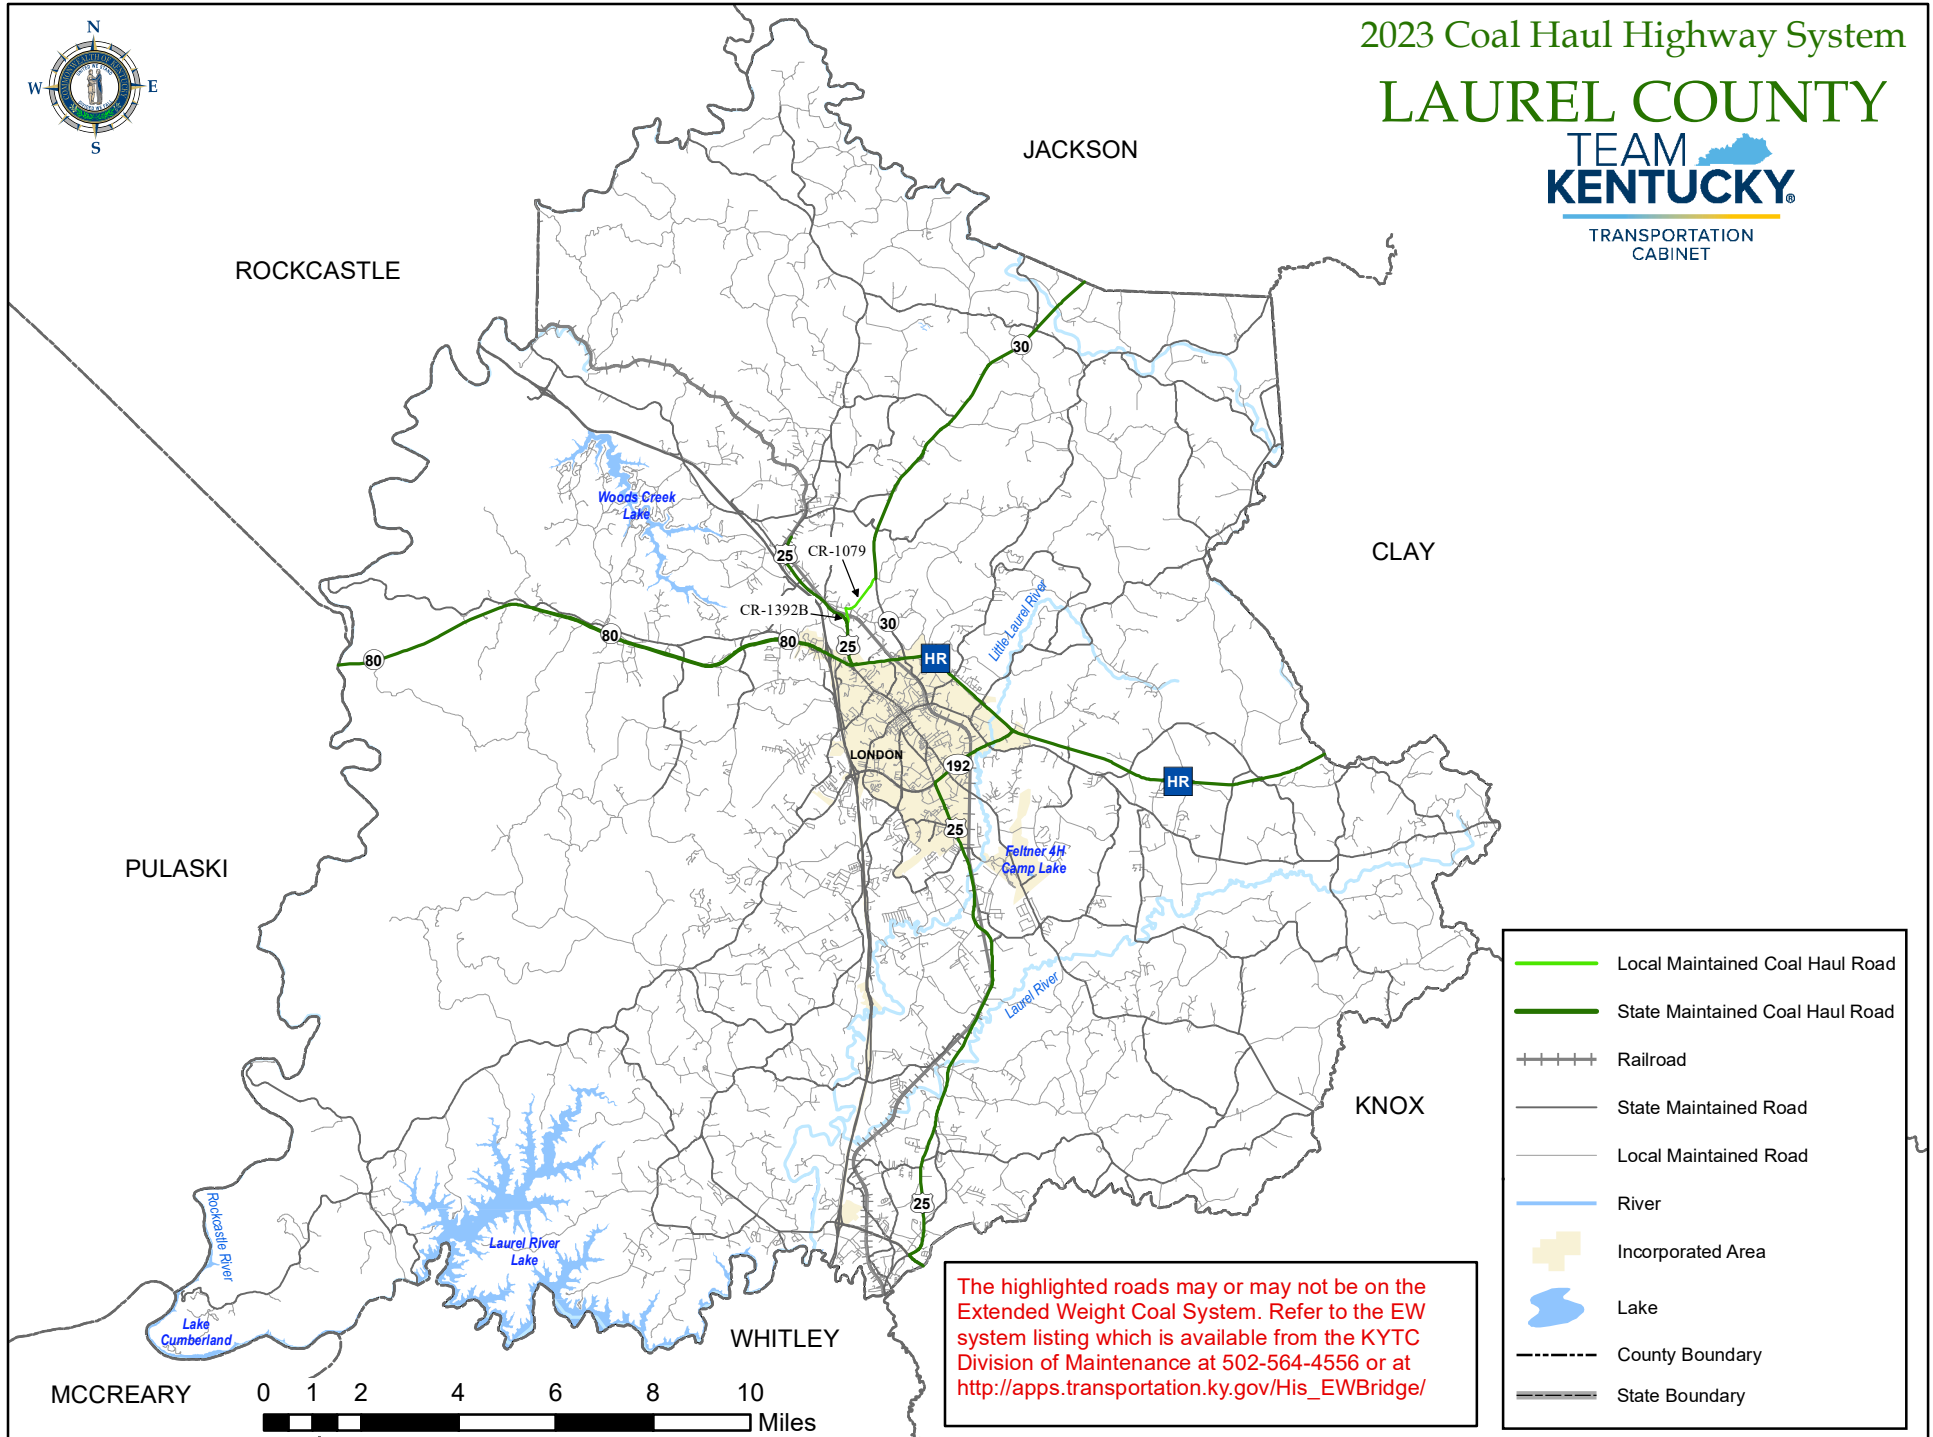 2023 Coal Haul Highway System
LAUREL COUNTY
TEAM
KENTUCKY®
TRANSPORTATION
CABINET
N
W
E
S
JACKSON
ROCKCASTLE
CLAY
PULASKI
KNOX
WHITLEY
MCCREARY
30
Woods Creek
Lake
25
CR-1079
CR-1392B
30
Little Laurel River
80
80
80
25
HR
LONDON
192
HR
25
Feltner 4H
Camp Lake
Laurel River
25
Rockcastle River
Laurel River
Lake
Lake
Cumberland
0 1 2 4 6 8 10
Miles
The highlighted roads may or may not be on the
Extended Weight Coal System. Refer to the EW
system listing which is available from the KYTC
Division of Maintenance at 502-564-4556 or at
http://apps.transportation.ky.gov/His_EWBridge/
Local Maintained Coal Haul Road
State Maintained Coal Haul Road
Railroad
State Maintained Road
Local Maintained Road
River
Incorporated Area
Lake
County Boundary
State Boundary